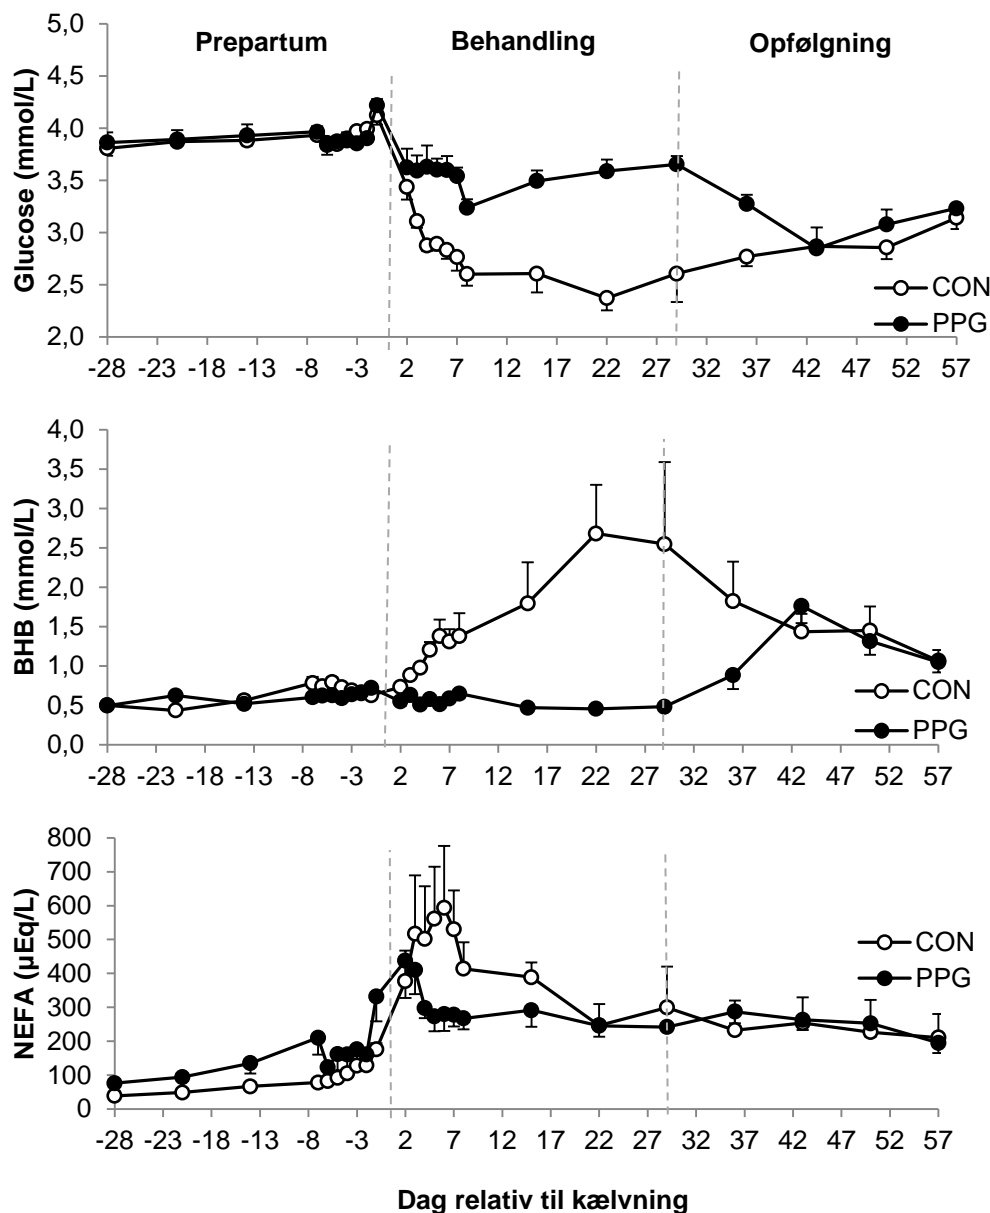 Prepartum Behandling Opfølgning
Glucose (mmol/L)
5,0
4,5
4,0
3,5
3,0
2,5
2,0
CON
PPG
-28 -23 -18 -13 -8 -3 2 7 12 17 22 27 32 37 42 47 52 57
BHB (mmol/L)
4,0
3,5
3,0
2,5
2,0
1,5
1,0
0,5
0,0
CON
PPG
-28 -23 -18 -13 -8 -3 2 7 12 17 22 27 32 37 42 47 52 57
NEFA (µEq/L)
800
700
600
500
400
300
200
100
0
CON
PPG
-28 -23 -18 -13 -8 -3 2 7 12 17 22 27 32 37 42 47 52 57
Dag relativ til kælvning